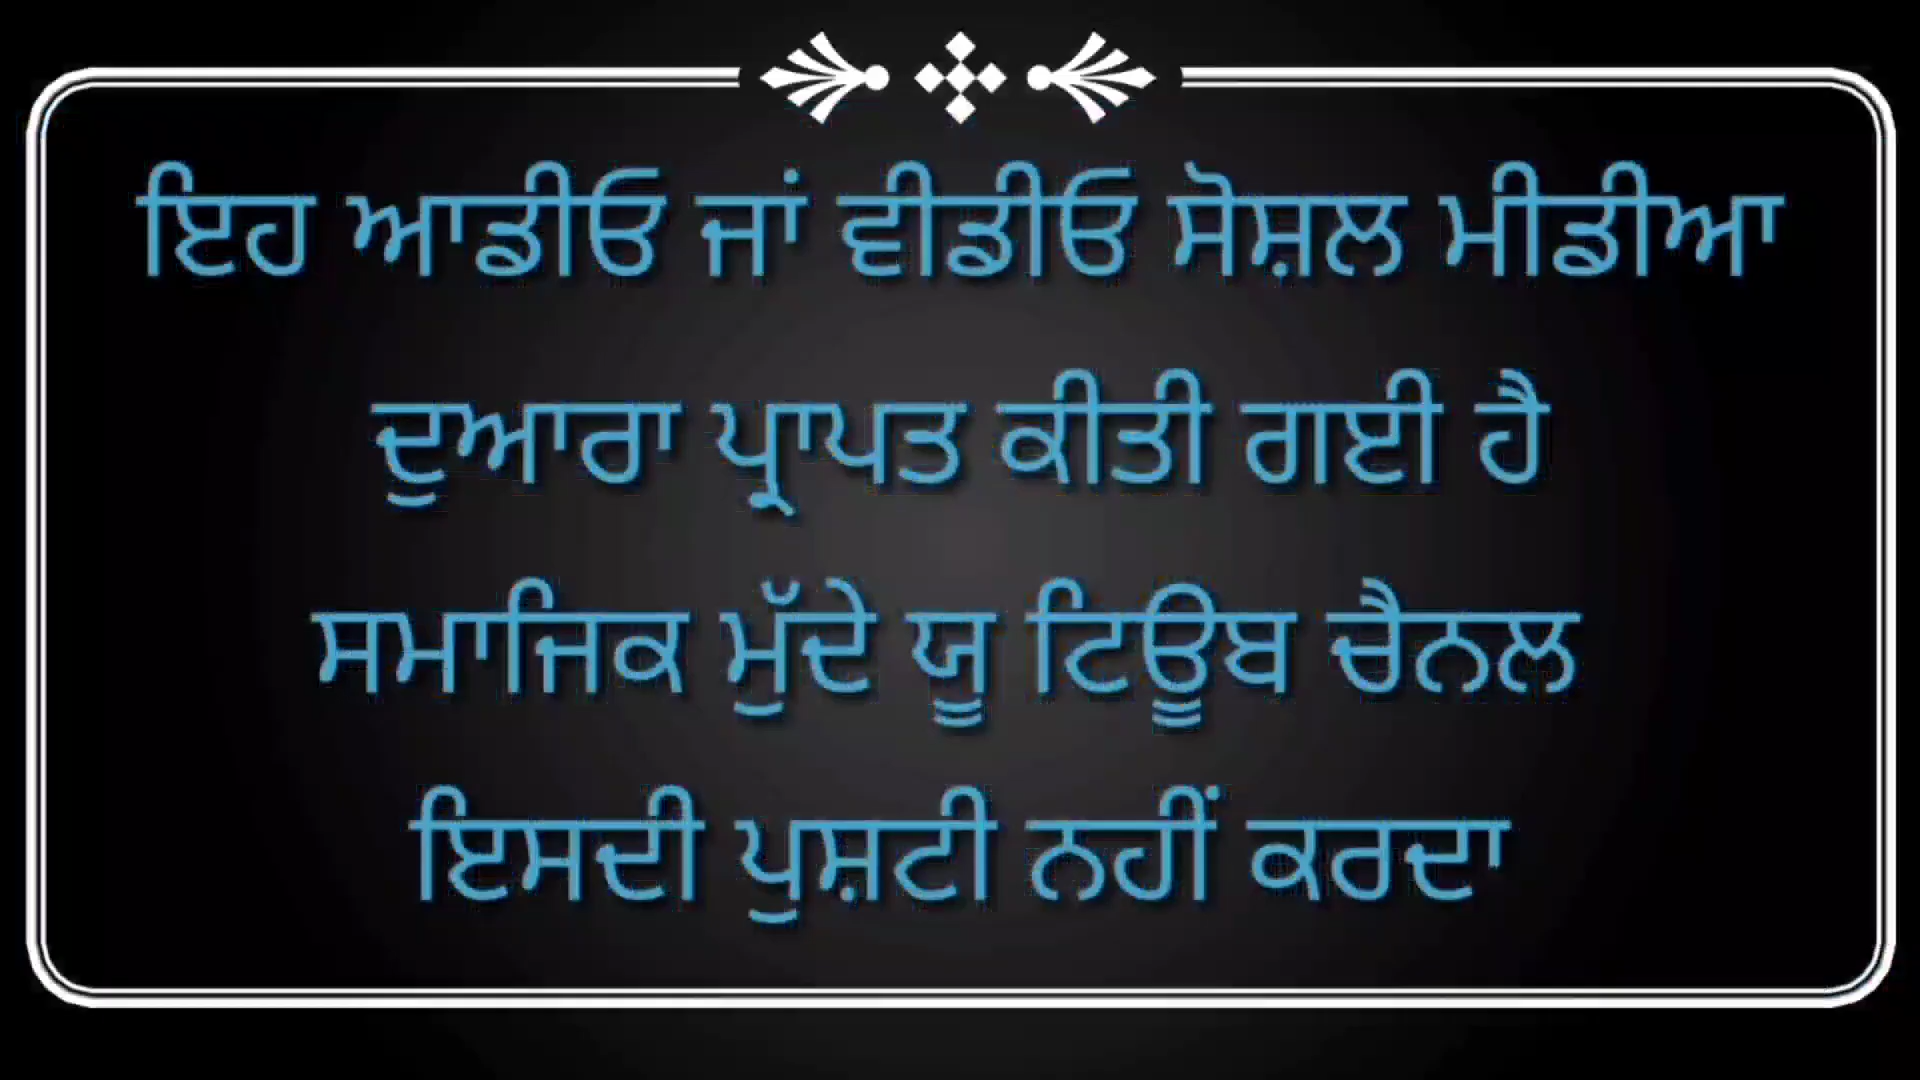 ਇਹ ਆਡੀਓ ਜਾਂ ਵੀਡੀਓ ਸੋਸ਼ਲ ਮੀਡੀਆ
ਦੁਆਰਾ ਪ੍ਰਾਪਤ ਕੀਤੀ ਗਈ ਹੈ
ਸਮਾਜਿਕ ਮੁੱਦੇ ਯੂ ਟਿਊਬ ਚੈਨਲ
ਇਸਦੀ ਪੁਸ਼ਟੀ ਨਹੀਂ ਕਰਦਾ